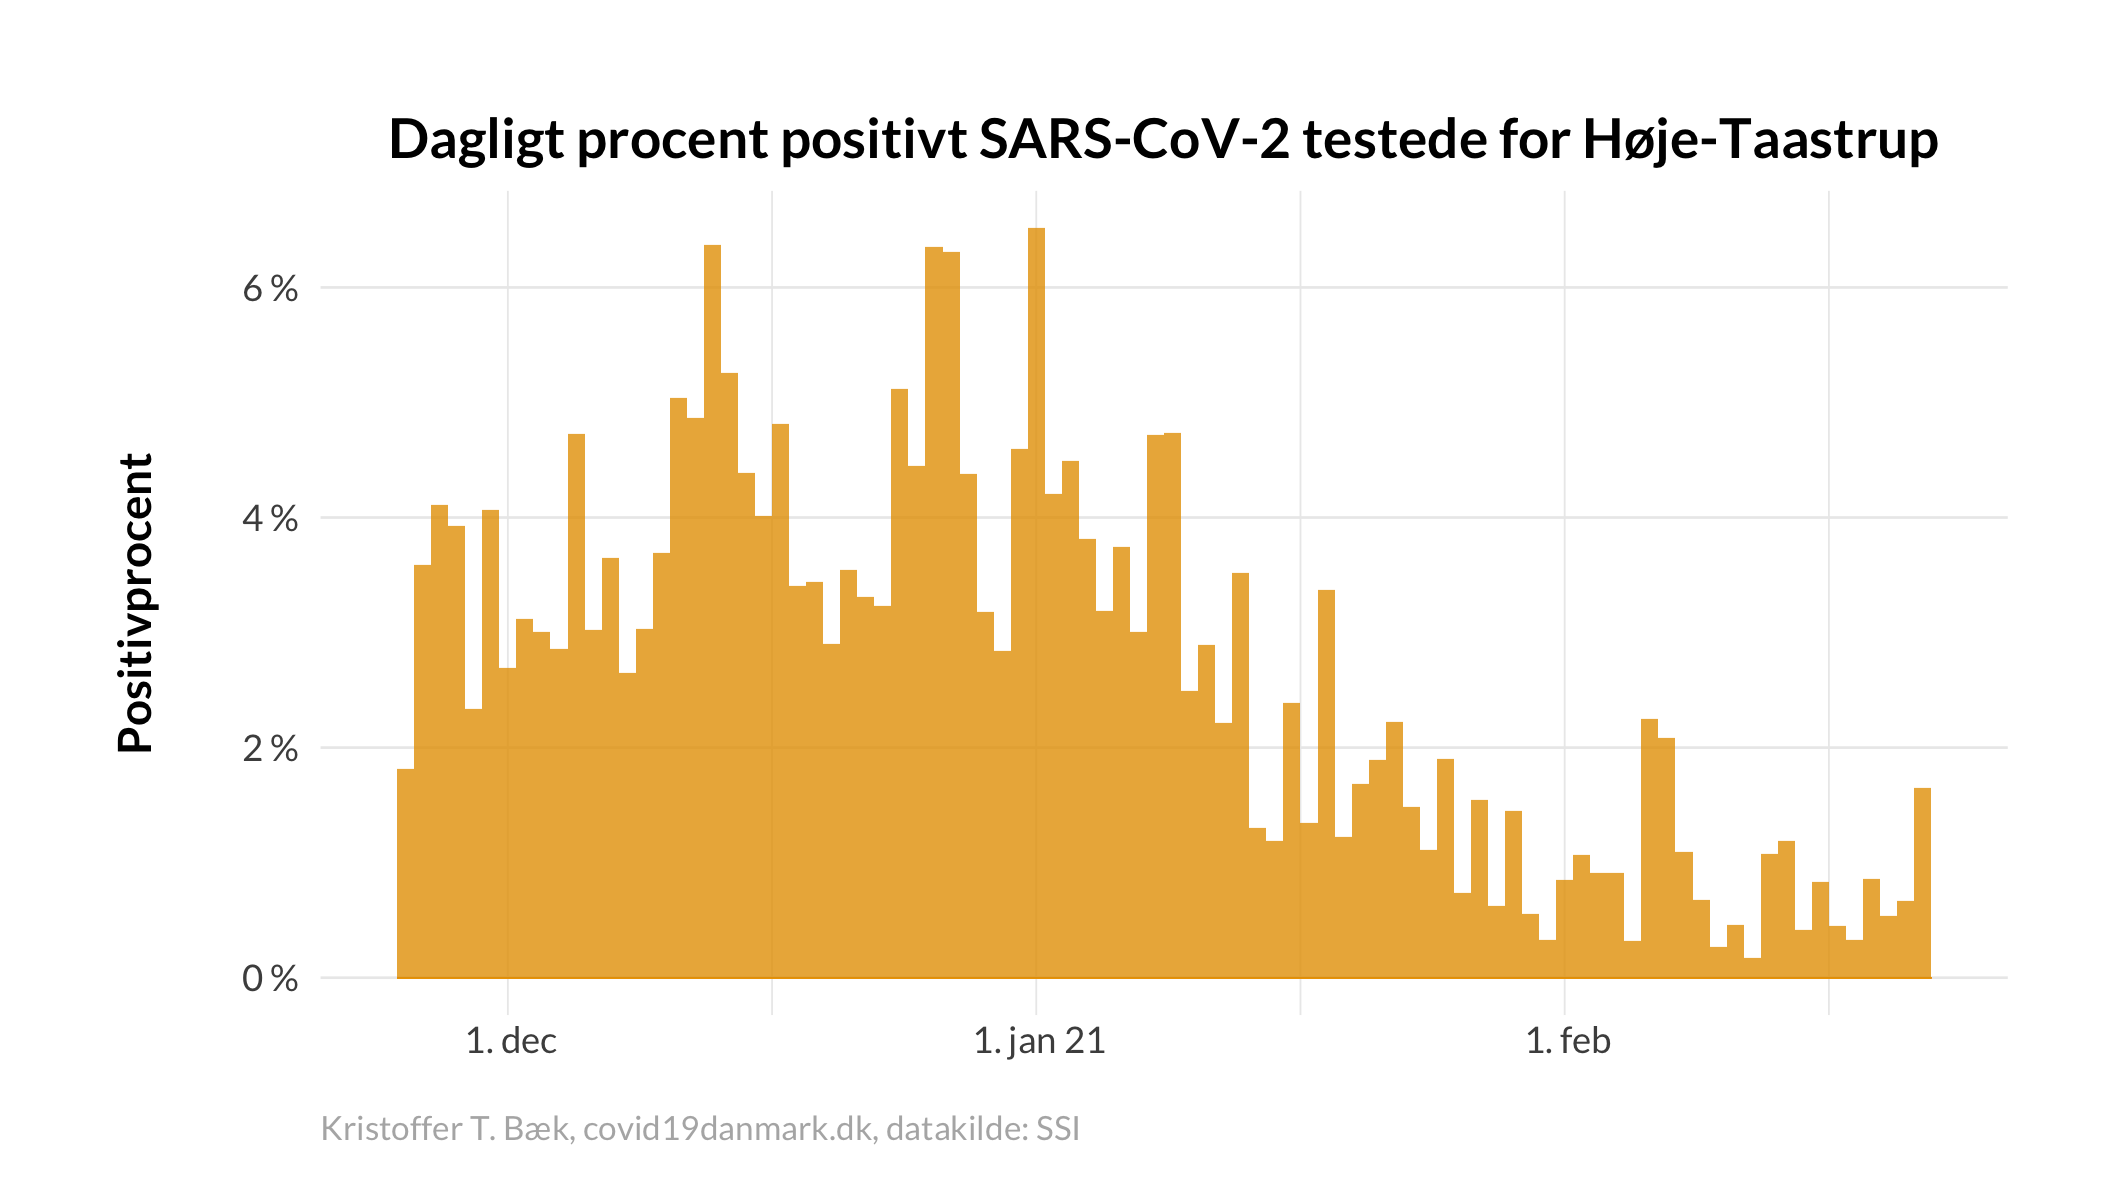 Dagligt procent positivt SARS-CoV-2 testede for Høje-Taastrup
Positivprocent
6 %
4 %
2 %
0 %
1. dec
1. jan 21
1. feb
Kristoffer T. Bæk, covid19danmark.dk, datakilde: SSI